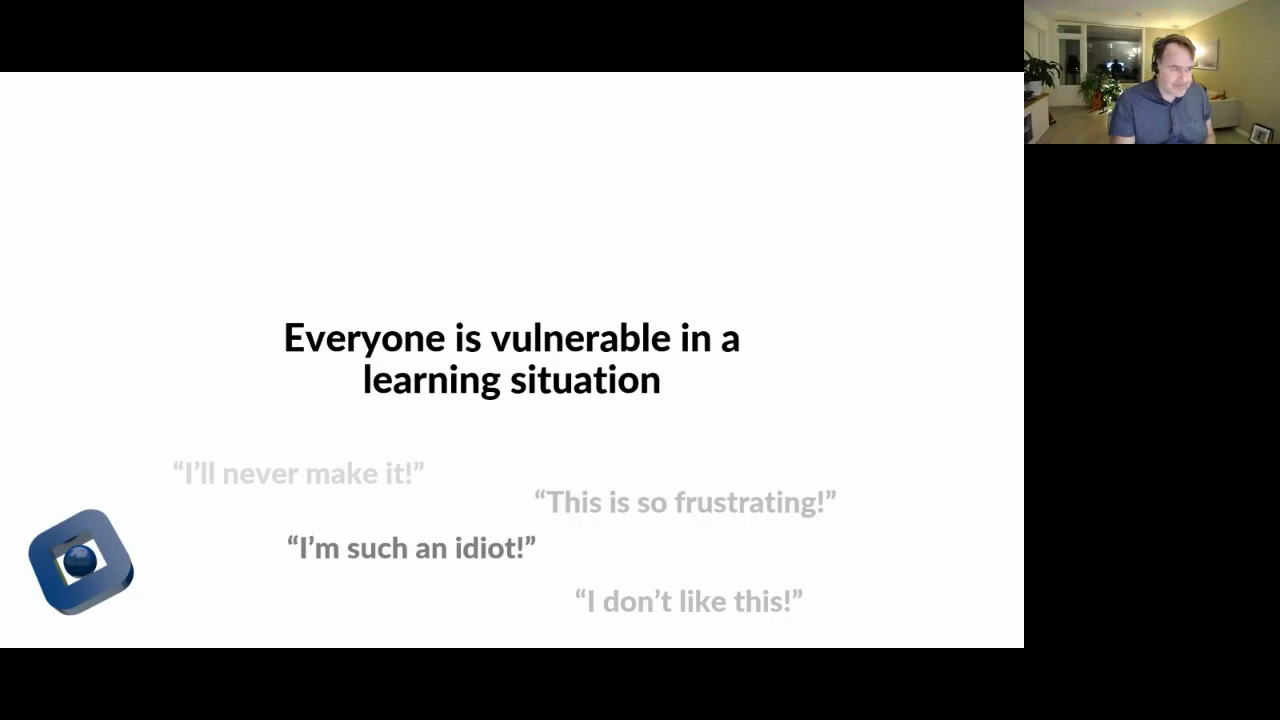 Everyone is vulnerable in a
learning situation
“I’ll never make it!”
“This is so frustrating!”
“I’m such an idiot!”
“I don’t like this!”